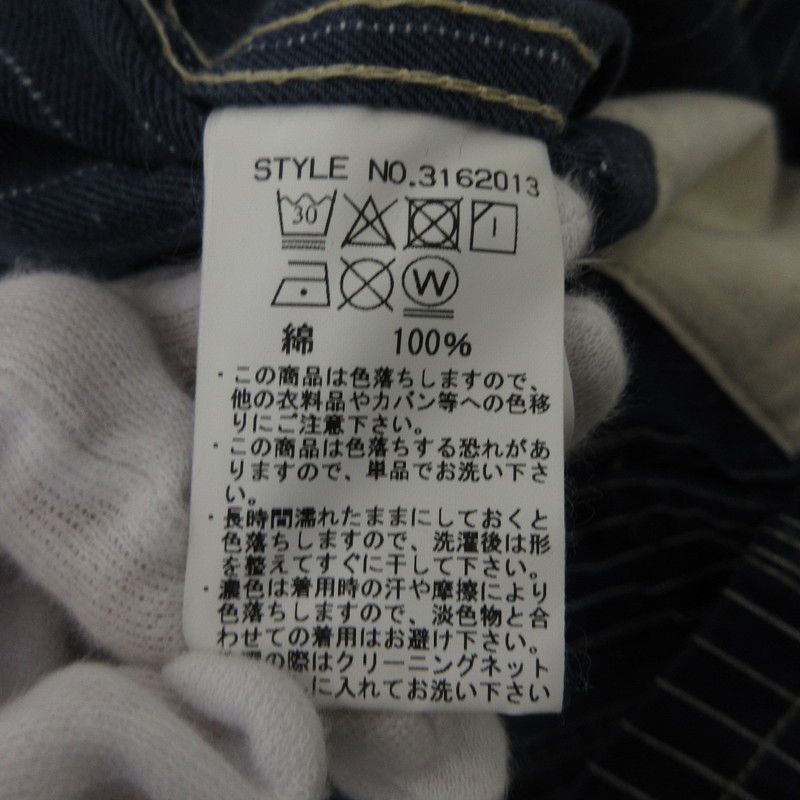 STYLE NO.3162013
30
W
綿 100%
・この商品は色落ちしますので、
他の衣料品やカバン等への色移
りにご注意下さい。
・この商品は色落ちする恐れがあ
りますので、単品でお洗い下さ
い。
・長時間濡れたままにしておくと
色落ちしますので、洗濯後は形
を整えてすぐに干して下さい。
・濃色は着用時の汗や摩擦により
色落ちしますので、淡色物と合
わせての着用はお避け下さい。
の際はクリーニングネット
に入れてお洗い下さい